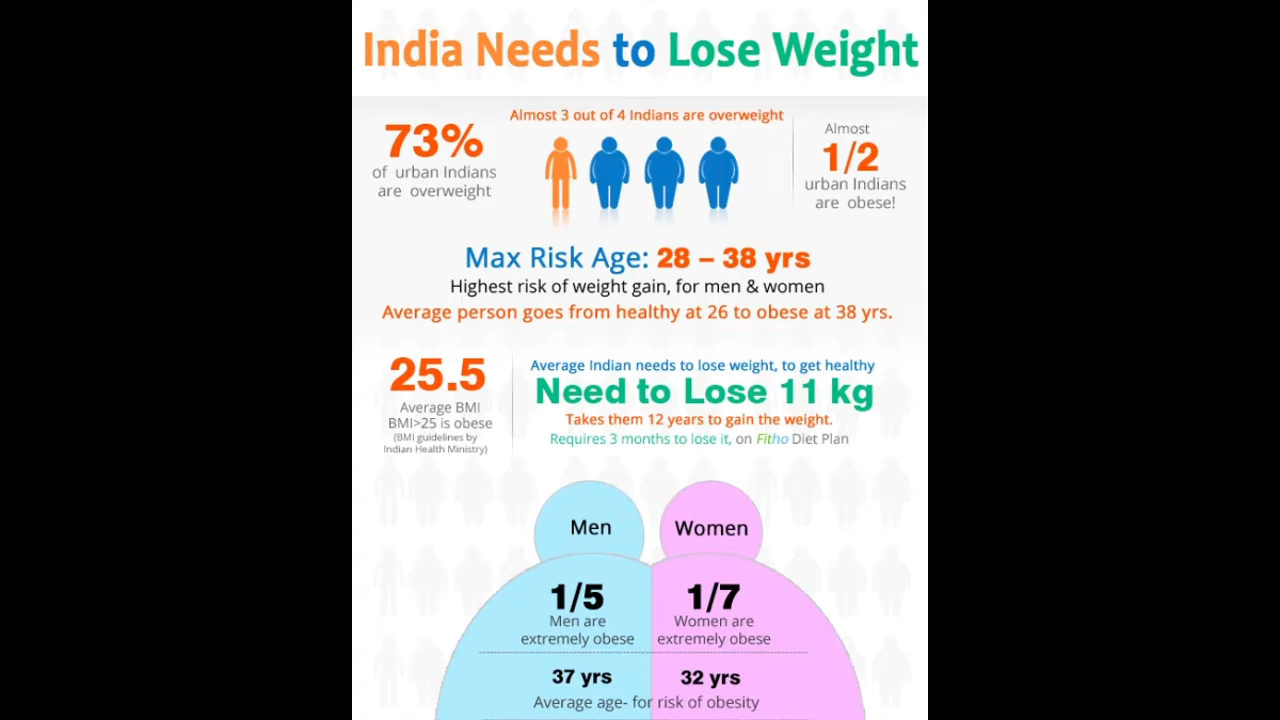 India Needs to Lose Weight
73%
of urban Indians
are overweight
Almost 3 out of 4 Indians are overweight
Almost
1/2
urban Indians
are obese!
Max Risk Age: 28 – 38 yrs
Highest risk of weight gain, for men & women
Average person goes from healthy at 26 to obese at 38 yrs.
25.5
Average BMI
BMI>25 is obese
(BMI guidelines by
Indian Health Ministry)
Average Indian needs to lose weight, to get healthy
Need to Lose 11 kg
Takes them 12 years to gain the weight.
Requires 3 months to lose it, on Fitho Diet Plan
Men
Women
1/5
Men are
extremely obese
1/7
Women are
extremely obese
37 yrs
32 yrs
Average age- for risk of obesity